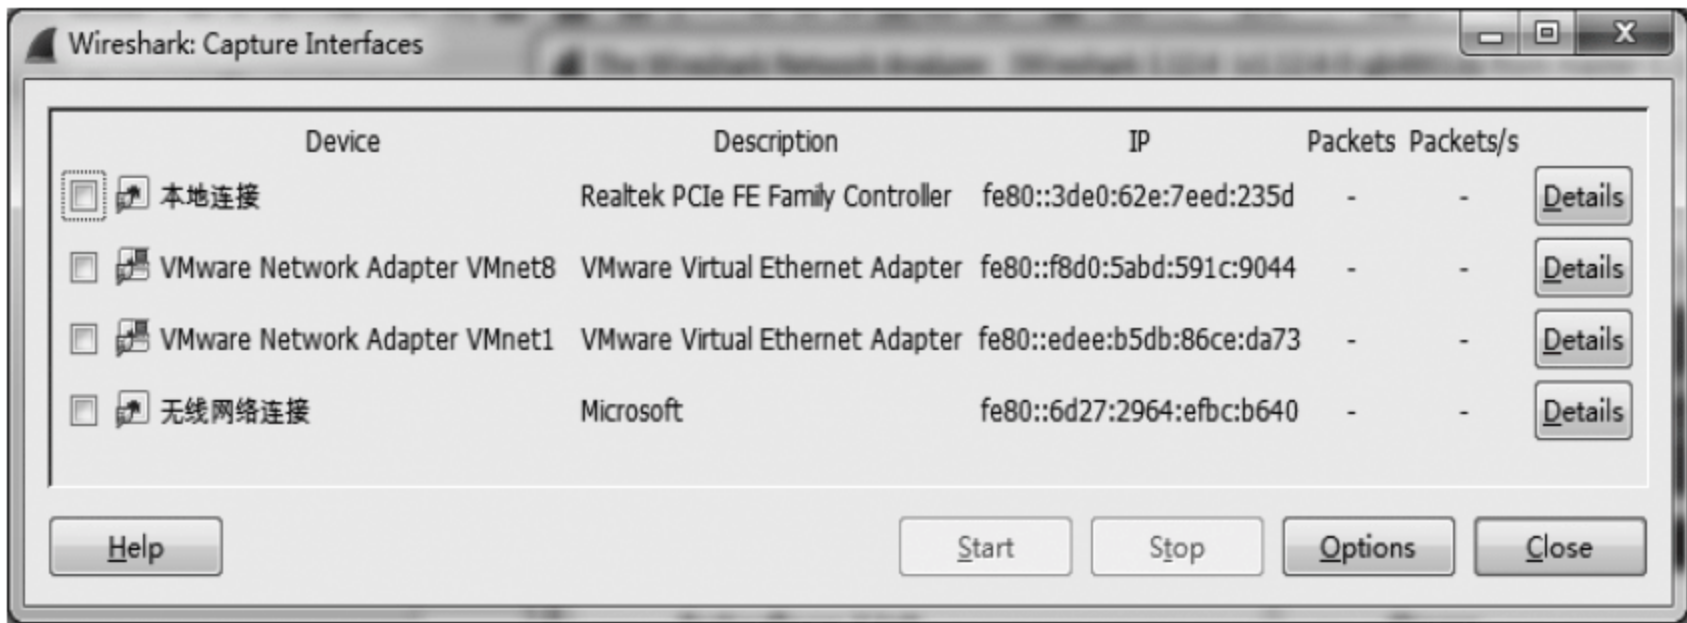 Wireshark: Capture Interfaces
Device Description IP Packets Packets/s
本地连接 Realtek PCIe FE Family Controller fe80::3de0:62e:7eed:235d - - Details
VMware Network Adapter VMnet8 VMware Virtual Ethernet Adapter fe80::f8d0:5abd:591c:9044 - - Details
VMware Network Adapter VMnet1 VMware Virtual Ethernet Adapter fe80::edee:b5db:86ce:da73 - - Details
无线网络连接 Microsoft fe80::6d27:2964:efbc:b640 - - Details
Help Start Stop Options Close